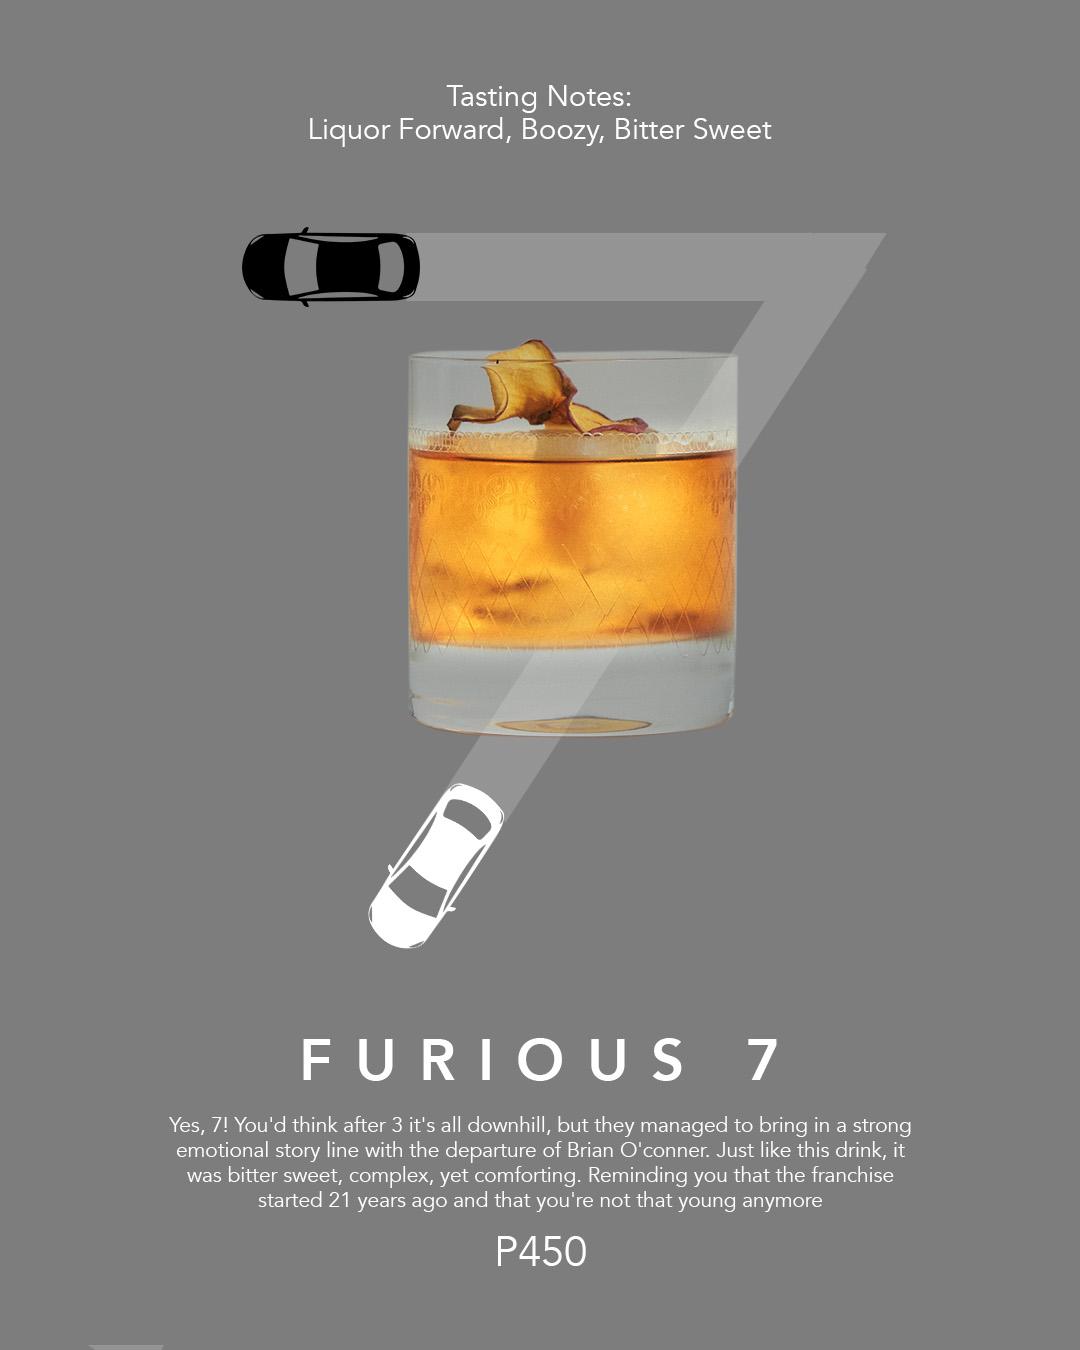 Tasting Notes:
Liquor Forward, Boozy, Bitter Sweet
FURIOUS 7
Yes, 7! You'd think after 3 it's all downhill, but they managed to bring in a strong
emotional story line with the departure of Brian O'conner. Just like this drink, it
was bitter sweet, complex, yet comforting. Reminding you that the franchise
started 21 years ago and that you're not that young anymore
P450